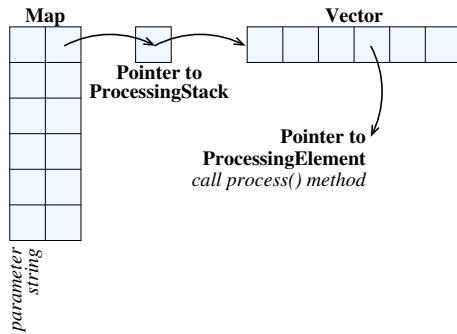 Map
Vector
Pointer to
ProcessingStack
Pointer to
ProcessingElement
call process() method
parameter
string